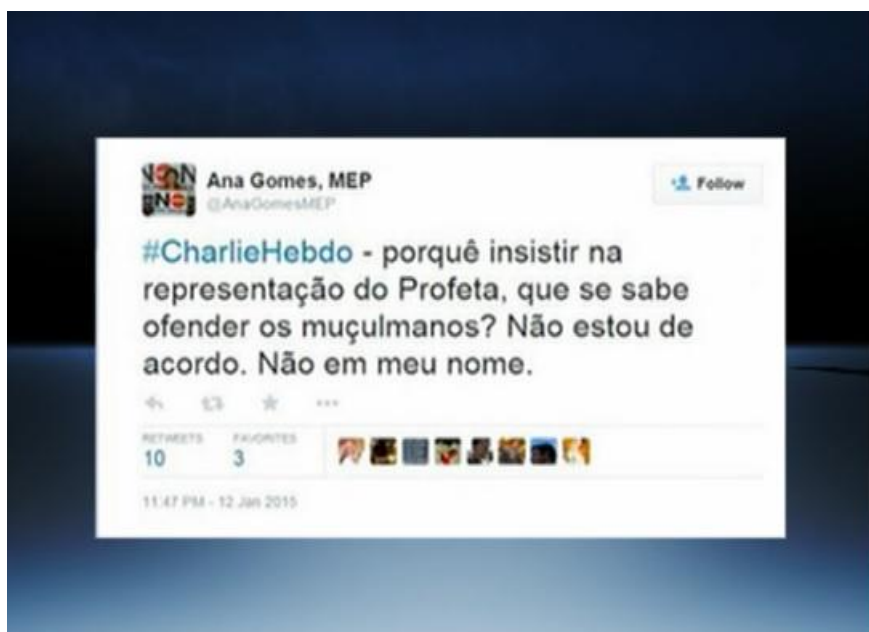 Ana Gomes, MEP
@AnaGomesMEP
Follow
#CharlieHebdo - porquê insistir na
representação do Profeta, que se sabe
ofender os muçulmanos? Não estou de
acordo. Não em meu nome.
RETWEETS FAVORITES
10 3
11:47 PM - 12 Jan 2015